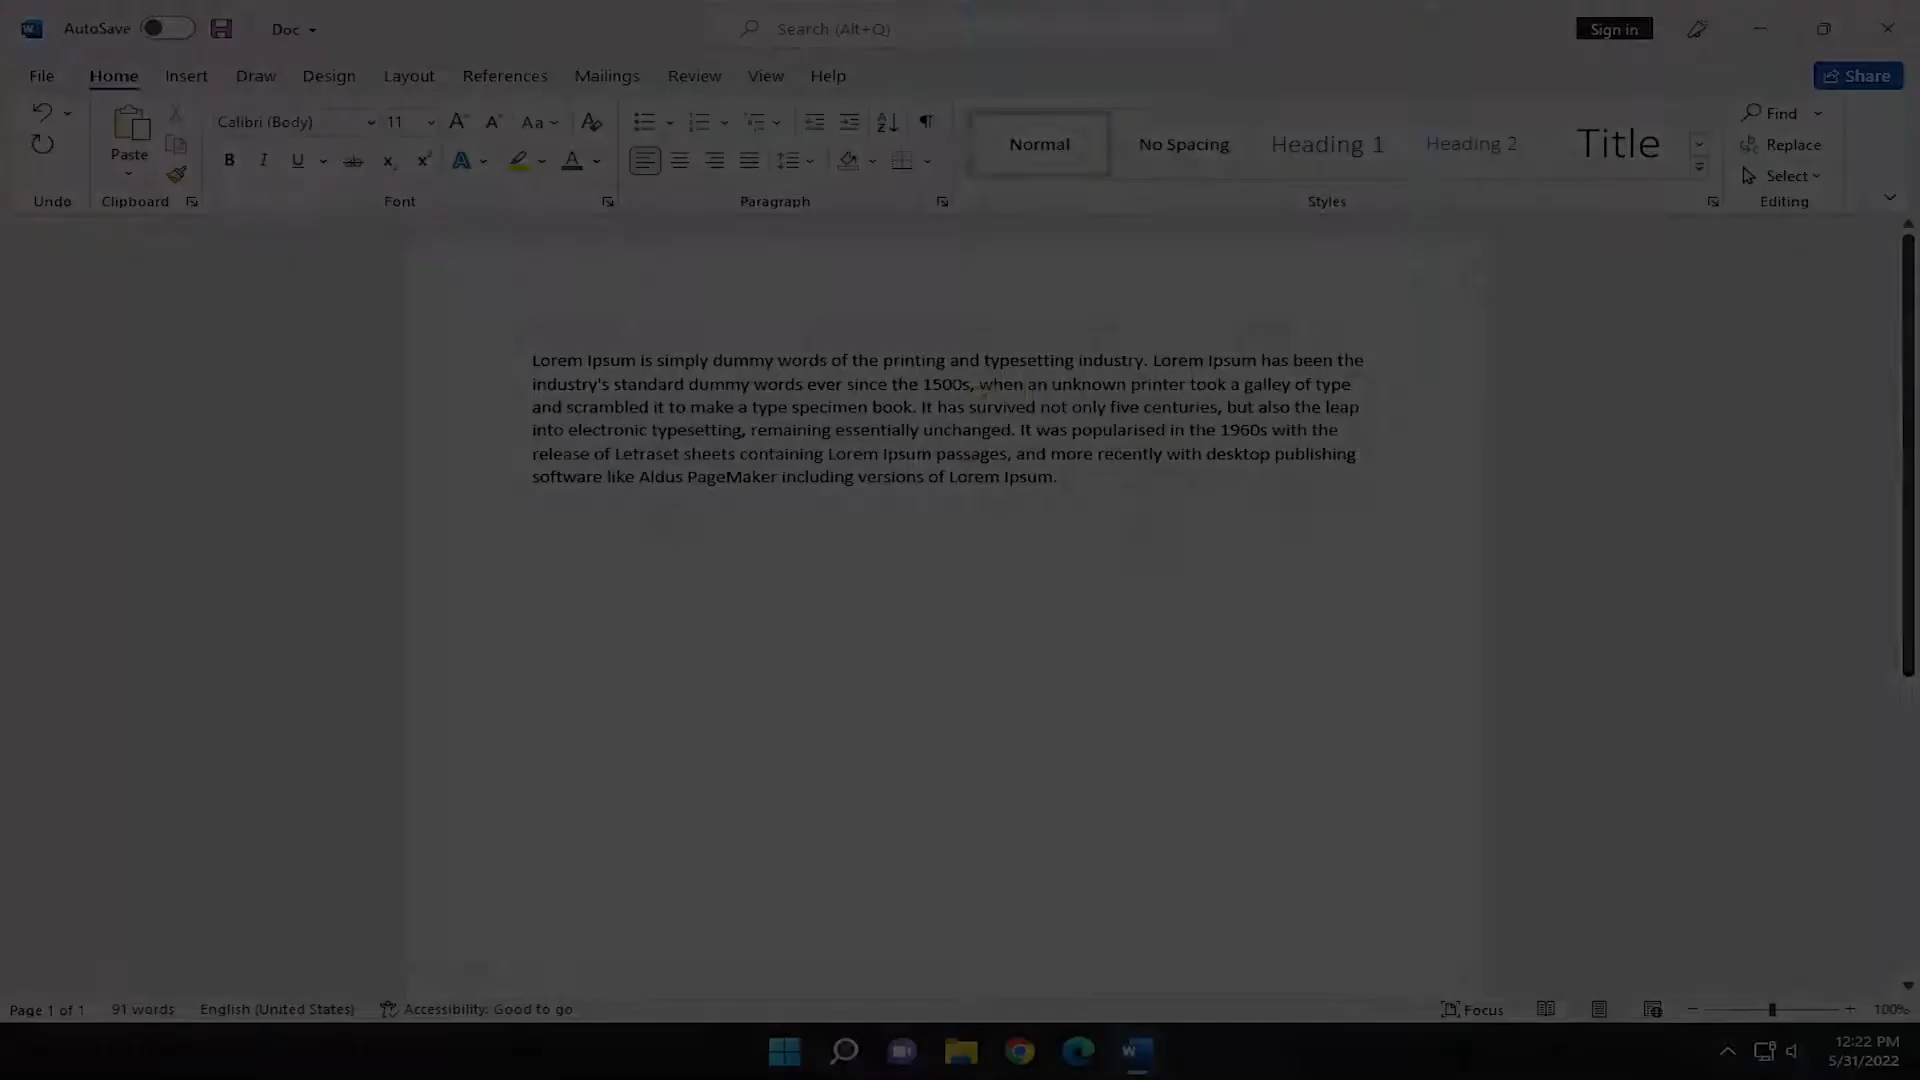 AutoSave Doc Search (Alt+Q) Sign in
File Home Insert Draw Design Layout References Mailings Review View Help Share
Calibri (Body) 11 A A Aa A
Paste B I U ab x x² A A
Normal No Spacing Heading 1 Heading 2 Title
Find
Replace
Select
Undo Clipboard Font Paragraph Styles Editing
Lorem Ipsum is simply dummy words of the printing and typesetting industry. Lorem Ipsum has been the
industry's standard dummy words ever since the 1500s, when an unknown printer took a galley of type
and scrambled it to make a type specimen book. It has survived not only five centuries, but also the leap
into electronic typesetting, remaining essentially unchanged. It was popularised in the 1960s with the
release of Letraset sheets containing Lorem Ipsum passages, and more recently with desktop publishing
software like Aldus PageMaker including versions of Lorem Ipsum.
Page 1 of 1 91 words English (United States) Accessibility: Good to go Focus 100%
12:22 PM
5/31/2022